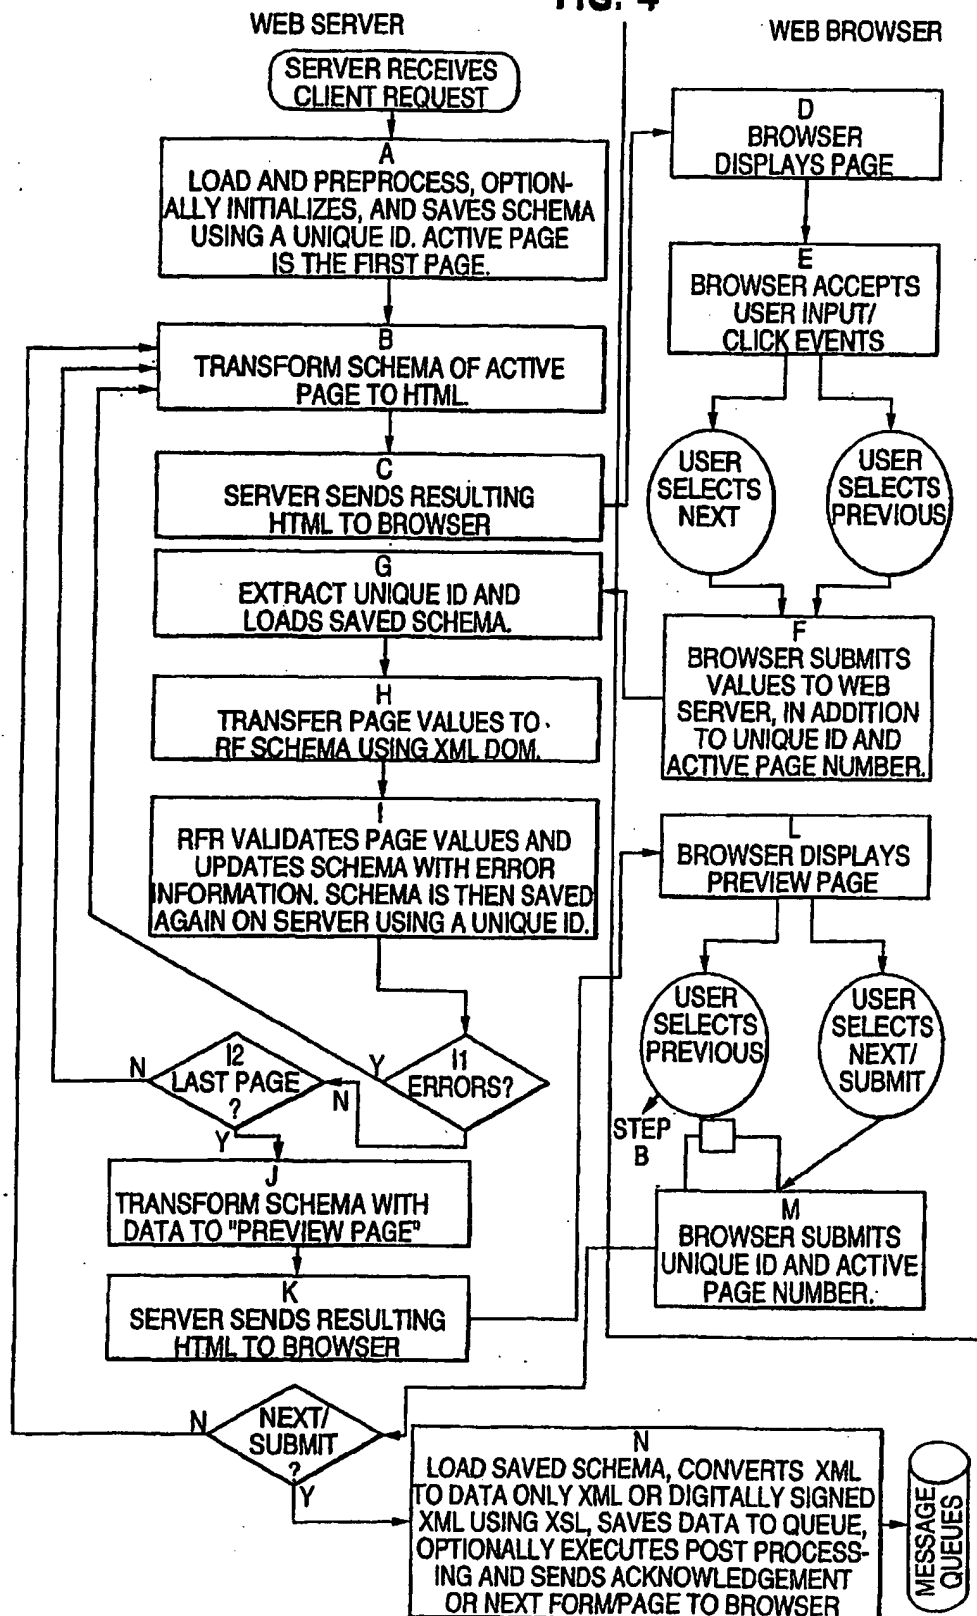 FIG. 4
WEB SERVER
SERVER RECEIVES
CLIENT REQUEST
A
LOAD AND PREPROCESS, OPTION-
ALLY INITIALIZES, AND SAVES SCHEMA
USING A UNIQUE ID. ACTIVE PAGE
IS THE FIRST PAGE.
B
TRANSFORM SCHEMA OF ACTIVE
PAGE TO HTML.
C
SERVER SENDS RESULTING
HTML TO BROWSER
G
EXTRACT UNIQUE ID AND
LOADS SAVED SCHEMA.
H
TRANSFER PAGE VALUES TO
RF SCHEMA USING XML DOM.
I
RFR VALIDATES PAGE VALUES AND
UPDATES SCHEMA WITH ERROR
INFORMATION. SCHEMA IS THEN SAVED
AGAIN ON SERVER USING A UNIQUE ID.
I1
ERRORS?
Y
N
I2
LAST PAGE
?
N
Y
J
TRANSFORM SCHEMA WITH
DATA TO "PREVIEW PAGE"
K
SERVER SENDS RESULTING
HTML TO BROWSER
NEXT/
SUBMIT
?
N
Y
WEB BROWSER
D
BROWSER
DISPLAYS PAGE
E
BROWSER ACCEPTS
USER INPUT/
CLICK EVENTS
USER
SELECTS
NEXT
USER
SELECTS
PREVIOUS
F
BROWSER SUBMITS
VALUES TO WEB
SERVER, IN ADDITION
TO UNIQUE ID AND
ACTIVE PAGE NUMBER.
L
BROWSER DISPLAYS
PREVIEW PAGE
USER
SELECTS
PREVIOUS
USER
SELECTS
NEXT/
SUBMIT
STEP
B
M
BROWSER SUBMITS
UNIQUE ID AND ACTIVE
PAGE NUMBER.
N
LOAD SAVED SCHEMA, CONVERTS XML
TO DATA ONLY XML OR DIGITALLY SIGNED
XML USING XSL, SAVES DATA TO QUEUE,
OPTIONALLY EXECUTES POST PROCESS-
ING AND SENDS ACKNOWLEDGEMENT
OR NEXT FORM/PAGE TO BROWSER
MESSAGE
QUEUES